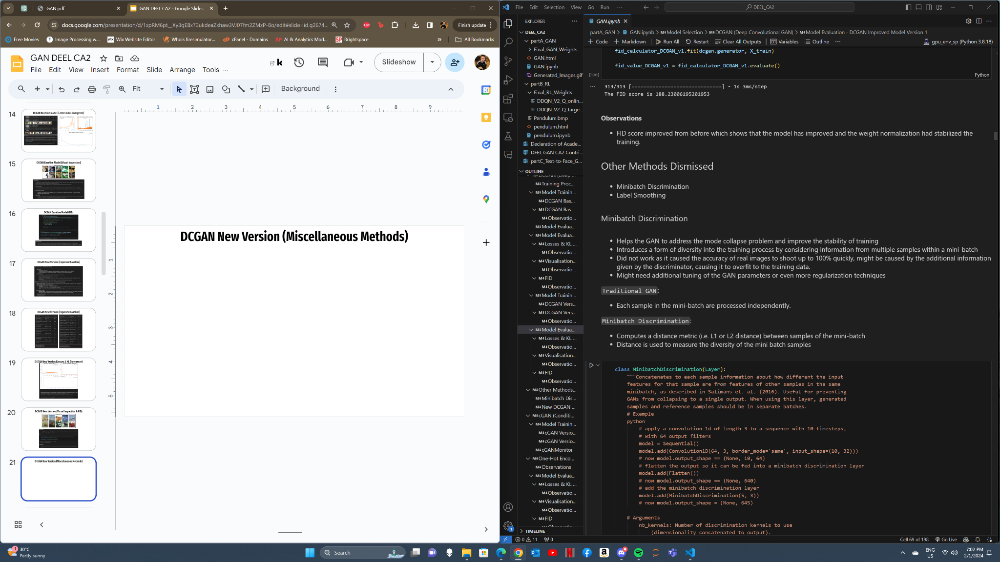 GAN.pdf
GAN DEEL CA2 - Google Slides
docs.google.com/presentation/d/1xpRM6pt__Xy3gEBx73ukdeaZxhaw3VJ07fm2ZMzP-Bo/edit#slide=id.g2674...
Finish update
Free Movies
Image Processing w...
Wix Website Editor
Whois firesimulator...
cPanel - Domains
AI & Analytics Mod...
Brightspace
All Bookmarks
GAN DEEL CA2
File Edit View Insert Format Slide Arrange Tools ...
Slideshow
Fit
Background
1 2 3 4 5 6 7 8 9
14
DCGAN Baseline Model (Losses & KL Divergence)
15
DCGAN Baseline Model (Visual Inspection)
16
DCGAN Baseline Model (FID)
17
DCGAN New Version (Improved Baseline)
18
DCGAN New Version (Improved Baseline)
19
DCGAN New Version (Losses & KL Divergence)
20
DCGAN New Version (Visual Inspection & FID)
21
DCGAN New Version (Miscellaneous Methods)
1
2
3
4
5
DCGAN New Version (Miscellaneous Methods)
File Edit Selection View Go Run ...
DEEL_CA2
EXPLORER
DEEL_CA2
partA_GAN
Final_GAN_Weights
GAN.html
GAN.ipynb
Generated_Images.gif
partB_RL
Final_RL_Weights
DDQN_V2_Q_onlin...
DDQN_V2_Q_targe...
Pendulum.bmp
pendulum.html
pendulum.ipynb
Declaration of Acade...
DEEL GAN CA2 Contri...
partC_Text-to-Face_G...
OUTLINE
DCGAN (Deep ...
Training Proc...
Model Trainin...
DCGAN Bas...
DCGAN Bas...
Observatio...
Model Evalua...
Model Evalua...
Losses & KL ...
Observatio...
Visualisation...
Observatio...
FID
Observatio...
Model Trainin...
DCGAN Vers...
DCGAN Vers...
Observatio...
Model Evalua...
Losses & KL ...
Observatio...
Visualisation...
Observatio...
FID
Observatio...
Other Methods...
Minibatch Dis...
New DCGAN ...
cGAN (Conditi...
Model Trainin...
cGAN Versio...
cGAN Versio...
cGANMonitor
One-Hot Enco...
Observations
Model Evalua...
Losses & KL ...
Observatio...
Visualisation...
Observatio...
FID
TIMELINE
GAN.ipynb
partA_GAN > GAN.ipynb > Model Selection > DCGAN (Deep Convolutional GAN) > Model Evaluation - DCGAN Improved Model Version 1
+ Code + Markdown Run All Restart Clear All Outputs Variables Outline ...
gpu_env_sp (Python 3.8.18)
fid_calculator_DCGAN_v1.fit(dcgan.generator, X_train)
fid_value_DCGAN_v1 = fid_calculator_DCGAN_v1.evaluate()
[120]
Python
313/313 [==============================] - 1s 3ms/step
The FID score is 188.23006195201953
Observations
• FID score improved from before which shows that the model has improved and the weight normalization had stabilized the
training.
Other Methods Dismissed
• Minibatch Discrimination
• Label Smoothing
Minibatch Discrimination
• Helps the GAN to address the mode collapse problem and improve the stability of training
• Introduces a form of diversity into the training process by considering information from multiple samples within a mini-batch
• Did not work as it caused the accuracy of real images to shoot up to 100% quickly, might be caused by the additional information
given by the discriminator, causing it to overfit to the training data.
• Might need additional tuning of the GAN parameters or even more regularization techniques
Traditional GAN:
• Each sample in the mini-batch are processed independently.
Minibatch Discrimination:
• Computes a distance metric (i.e. L1 or L2 distance) between samples of the mini-batch
• Distance is used to measure the diversity of the mini batch samples
class MinibatchDiscrimination(Layer):
"""Concatenates to each sample information about how different the input
features for that sample are from features of other samples in the same
minibatch, as described in Salimans et. al. (2016). Useful for preventing
GANs from collapsing to a single output. When using this layer, generated
samples and reference samples should be in separate batches.
# Example
python
# apply a convolution 1d of length 3 to a sequence with 10 timesteps,
# with 64 output filters
model = Sequential()
model.add(Convolution1D(64, 3, border_mode='same', input_shape=(10, 32)))
# now model.output_shape == (None, 10, 64)
# flatten the output so it can be fed into a minibatch discrimination layer
model.add(Flatten())
# now model.output_shape == (None, 640)
# add the minibatch discrimination layer
model.add(MinibatchDiscrimination(5, 3))
# now model.output_shape = (None, 645)
# Arguments
nb_kernels: Number of discrimination kernels to use
(dimensionality concatenated to output).
0 11 0
Cell 69 of 198
Go Live
1 30°C
Partly sunny
Search
ENG
US
7:02 PM
2/1/2024